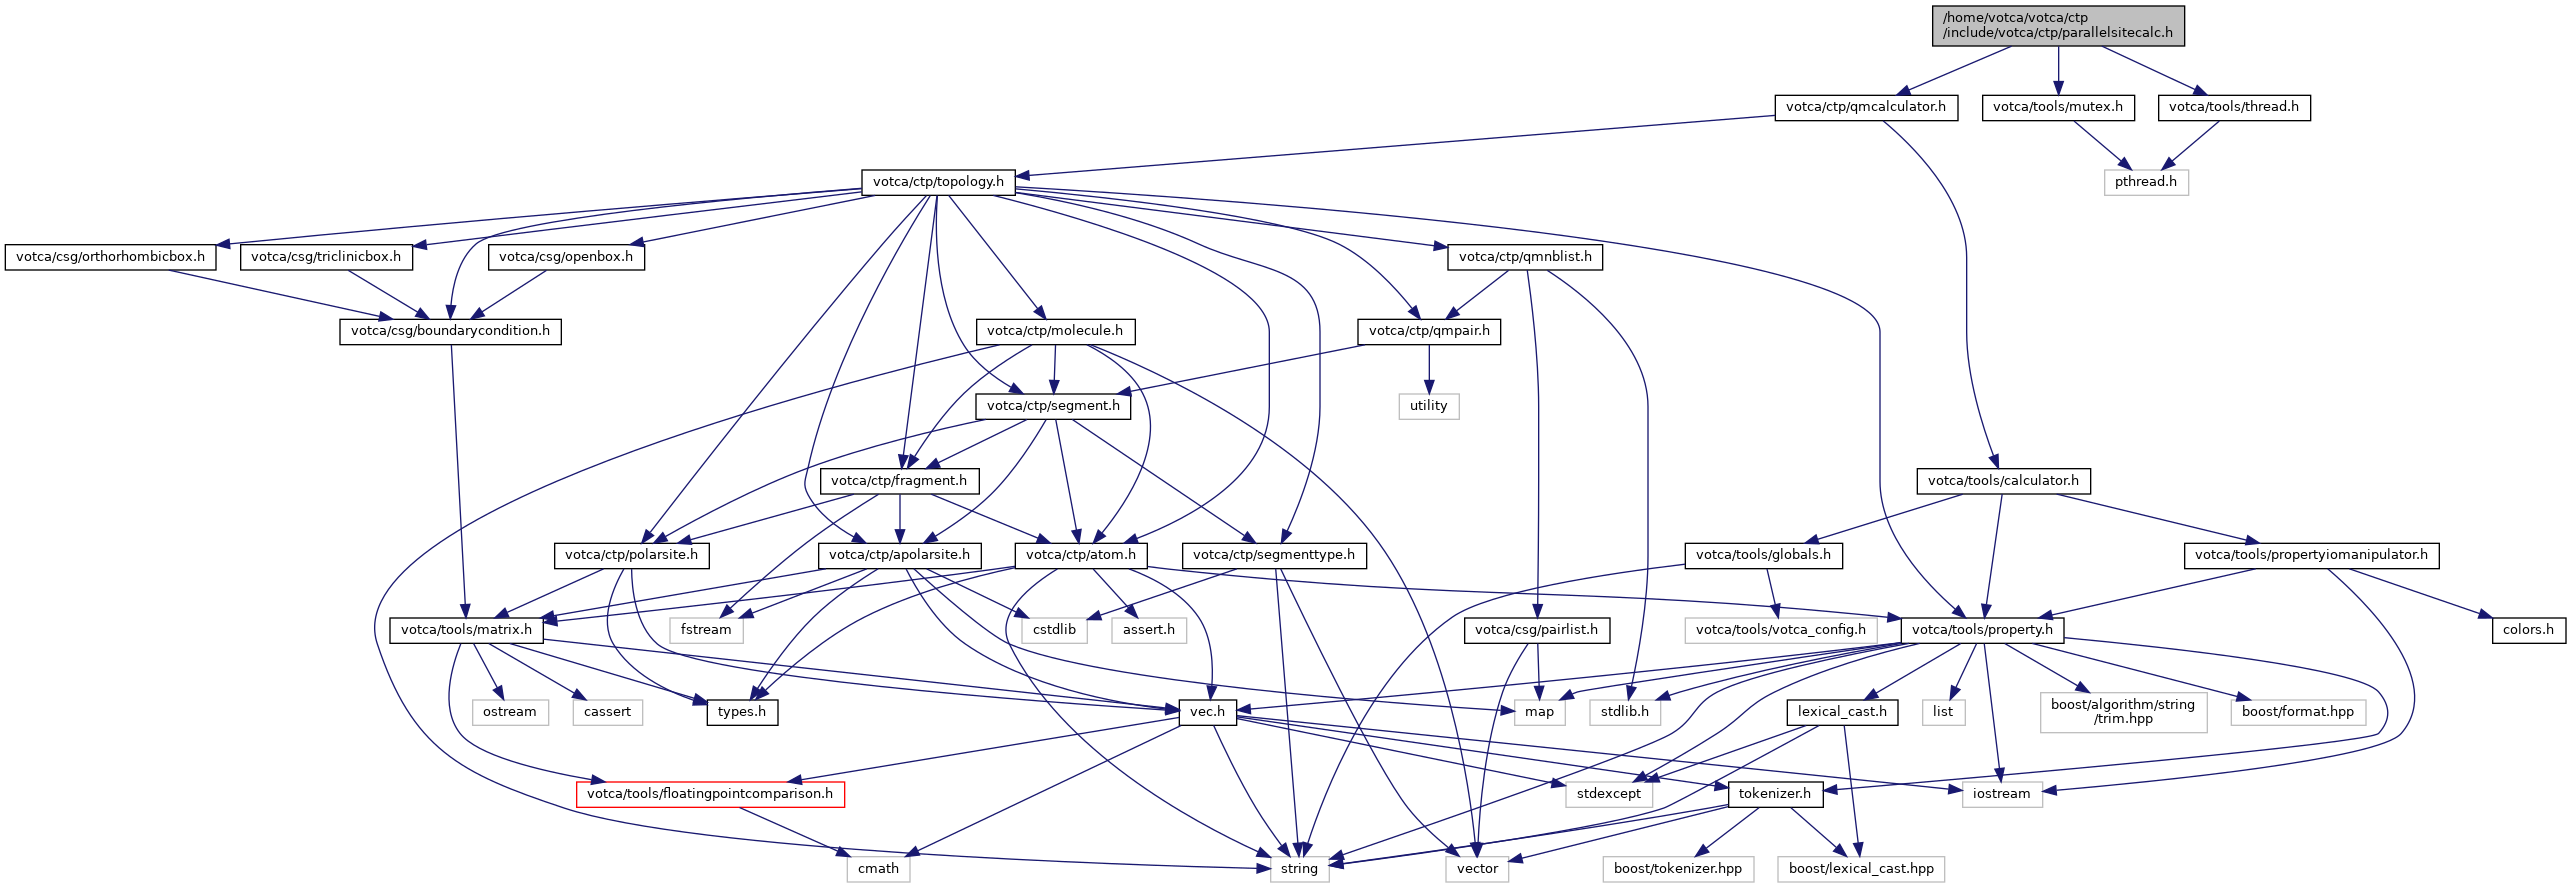 /home/votca/votca/ctp
/include/votca/ctp/parallelsitecalc.h
votca/ctp/qmcalculator.h
votca/tools/mutex.h
votca/tools/thread.h
votca/ctp/topology.h
pthread.h
votca/csg/orthorhombicbox.h
votca/csg/triclinicbox.h
votca/csg/openbox.h
votca/ctp/qmnblist.h
votca/csg/boundarycondition.h
votca/ctp/molecule.h
votca/ctp/qmpair.h
votca/ctp/segment.h
utility
votca/ctp/fragment.h
votca/tools/calculator.h
votca/ctp/polarsite.h
votca/ctp/apolarsite.h
votca/ctp/atom.h
votca/ctp/segmenttype.h
votca/tools/globals.h
votca/tools/propertyiomanipulator.h
votca/tools/matrix.h
fstream
cstdlib
assert.h
votca/csg/pairlist.h
votca/tools/votca_config.h
votca/tools/property.h
colors.h
ostream
cassert
types.h
vec.h
map
stdlib.h
lexical_cast.h
list
boost/algorithm/string
/trim.hpp
boost/format.hpp
votca/tools/floatingpointcomparison.h
stdexcept
tokenizer.h
iostream
cmath
string
vector
boost/tokenizer.hpp
boost/lexical_cast.hpp